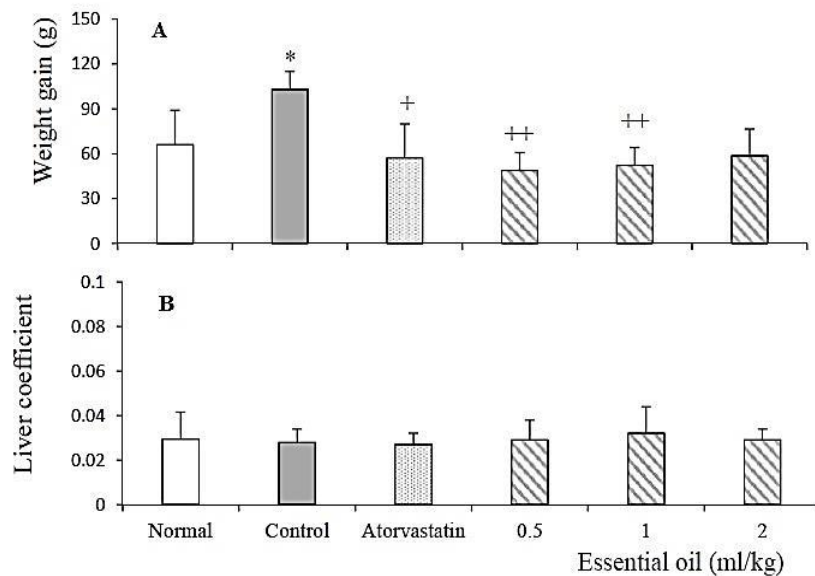 A
Weight gain (g)
150
120
90
60
30
0
*
+
++
++
B
Liver coefficient
0.1
0.08
0.06
0.04
0.02
0
Normal Control Atorvastatin 0.5 1 2
Essential oil (ml/kg)